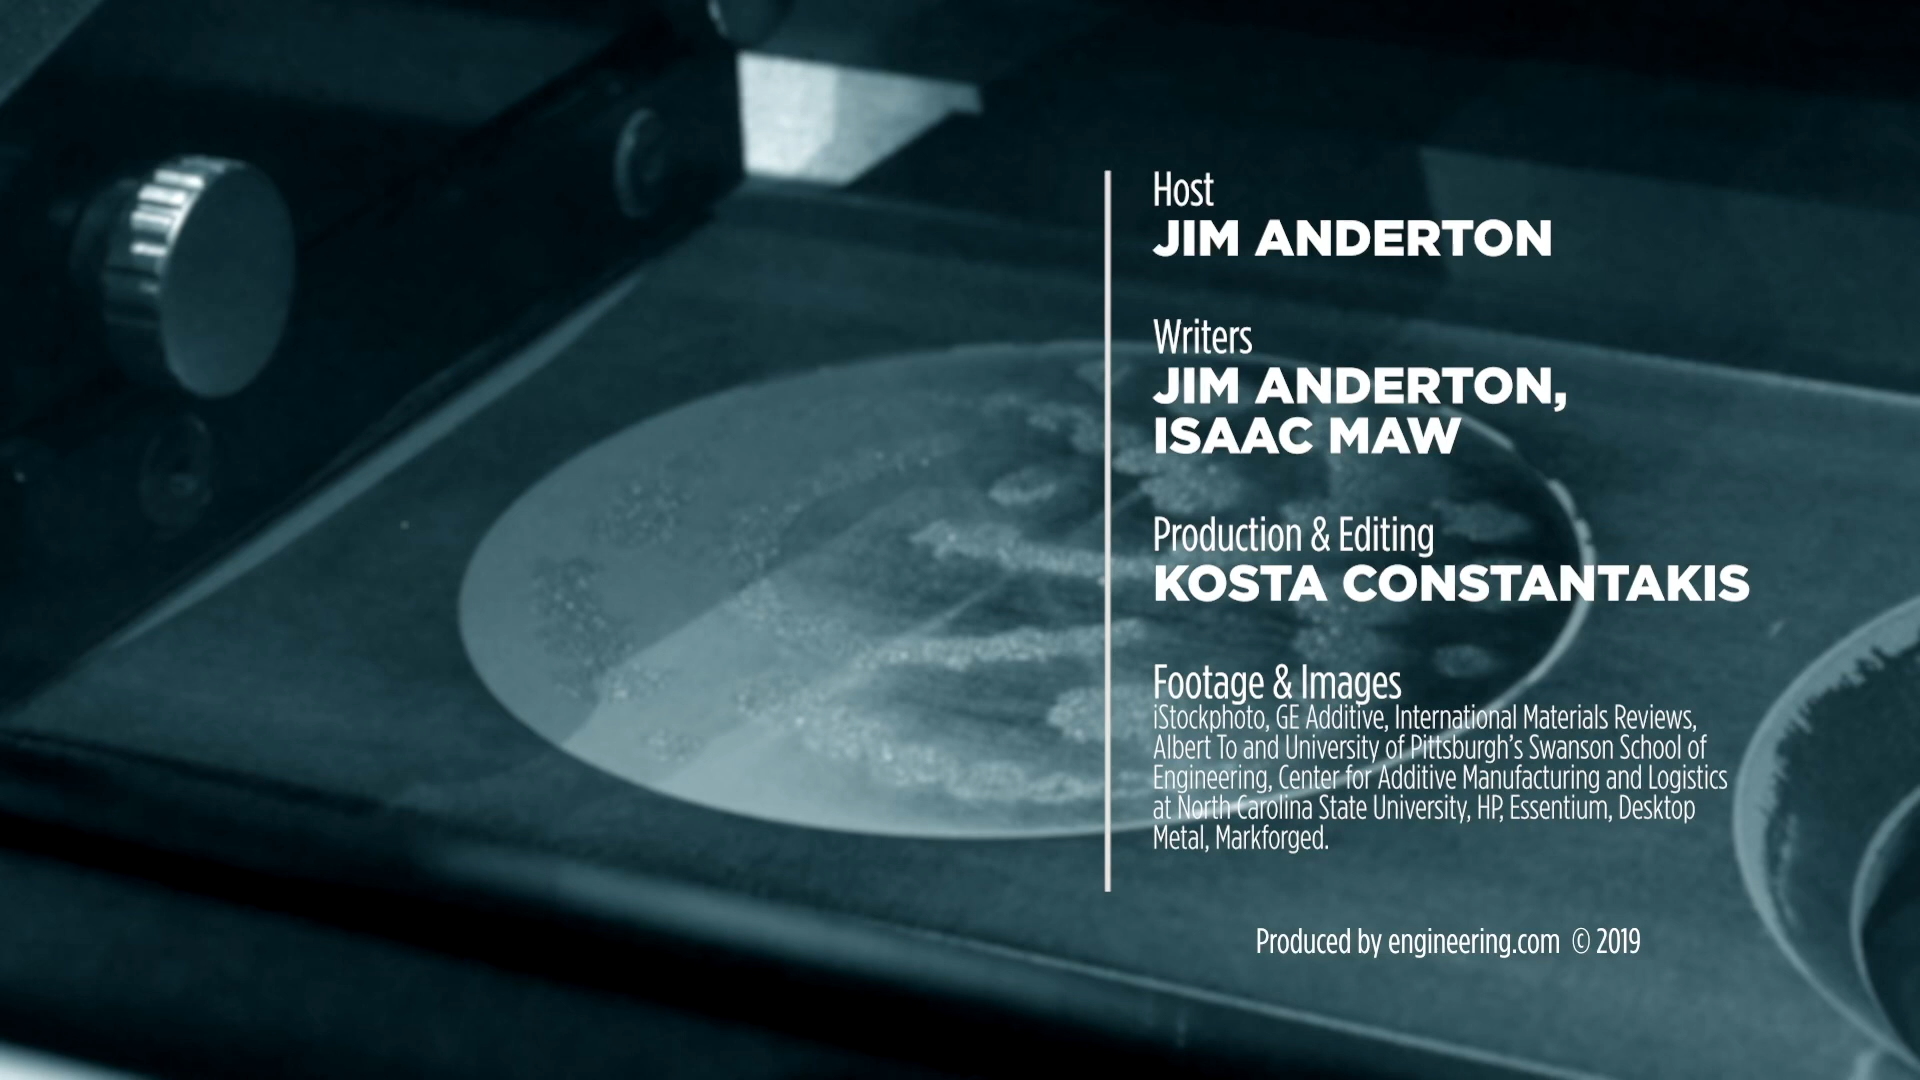 Host
JIM ANDERTON
Writers
JIM ANDERTON,
ISAAC MAW
Production & Editing
KOSTA CONSTANTAKIS
Footage & Images
iStockphoto, GE Additive, International Materials Reviews,
Albert To and University of Pittsburgh’s Swanson School of
Engineering, Center for Additive Manufacturing and Logistics
at North Carolina State University, HP, Essentium, Desktop
Metal, Markforged.
Produced by engineering.com © 2019